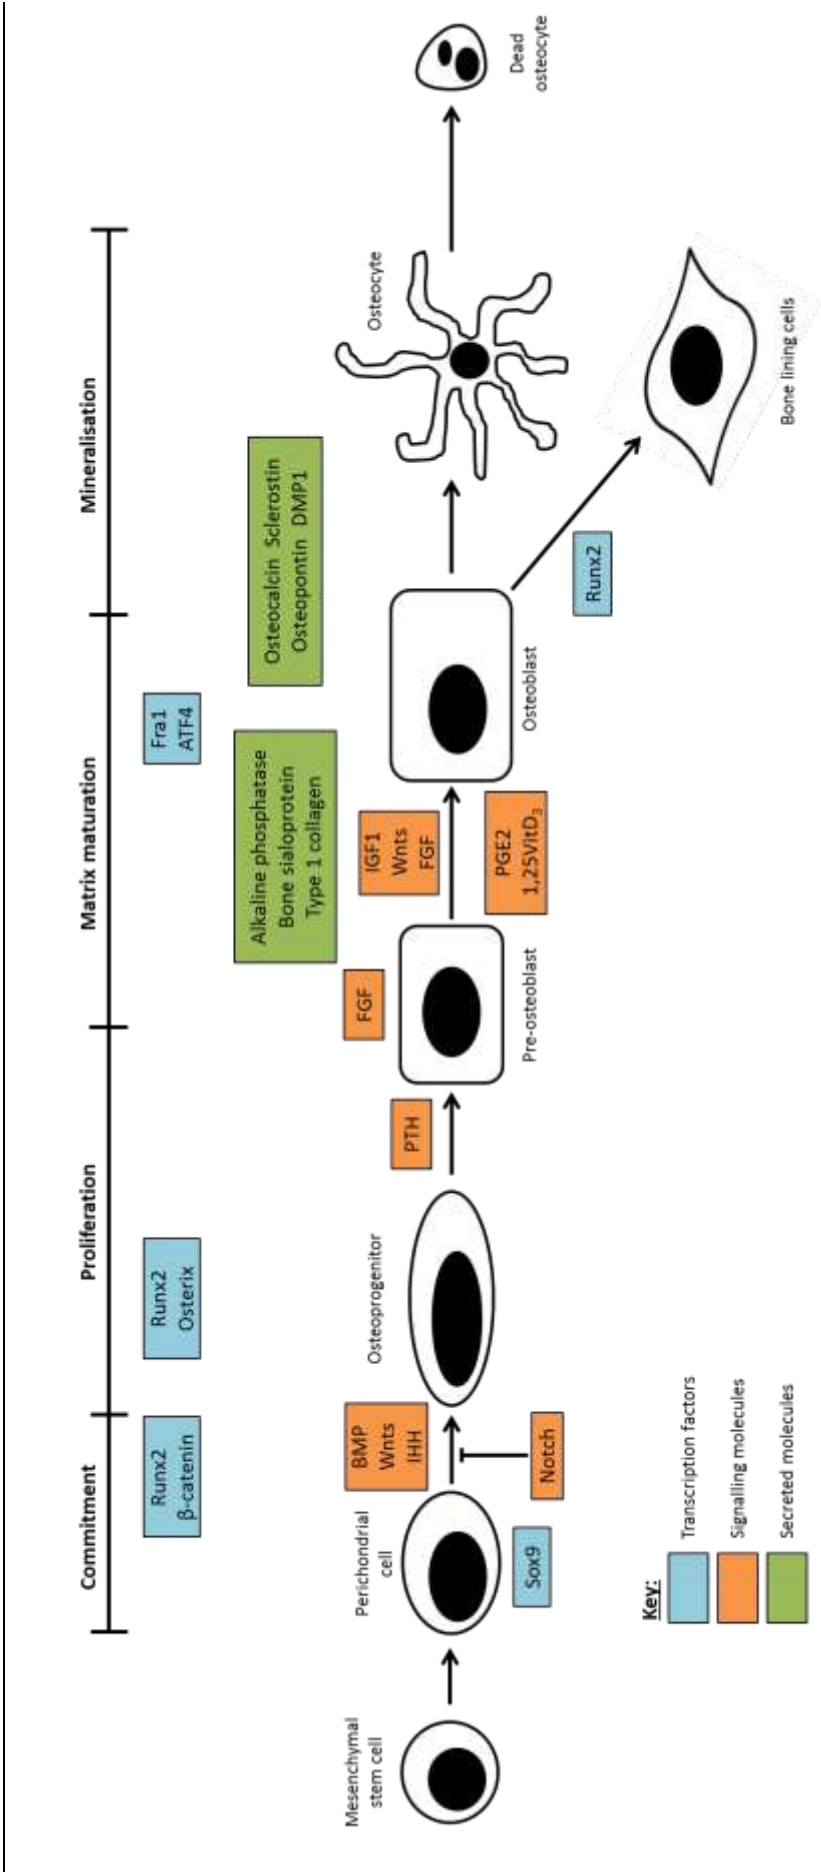 Commitment
Proliferation
Matrix maturation
Mineralisation
Runx2
β-catenin
Runx2
Osterix
Fra1
ATF4
Alkaline phosphatase
Bone sialoprotein
Type 1 collagen
Osteocalcin Sclerostin
Osteopontin DMP1
Mesenchymal
stem cell
Perichondrial
cell
Sox9
BMP
Wnts
IHH
Notch
Osteoprogenitor
PTH
FGF
Pre-osteoblast
IGF1
Wnts
FGF
PGE2
1,25VitD₃
Osteoblast
Runx2
Osteocyte
Bone lining cells
Dead
osteocyte
Key:
Transcription factors
Signalling molecules
Secreted molecules